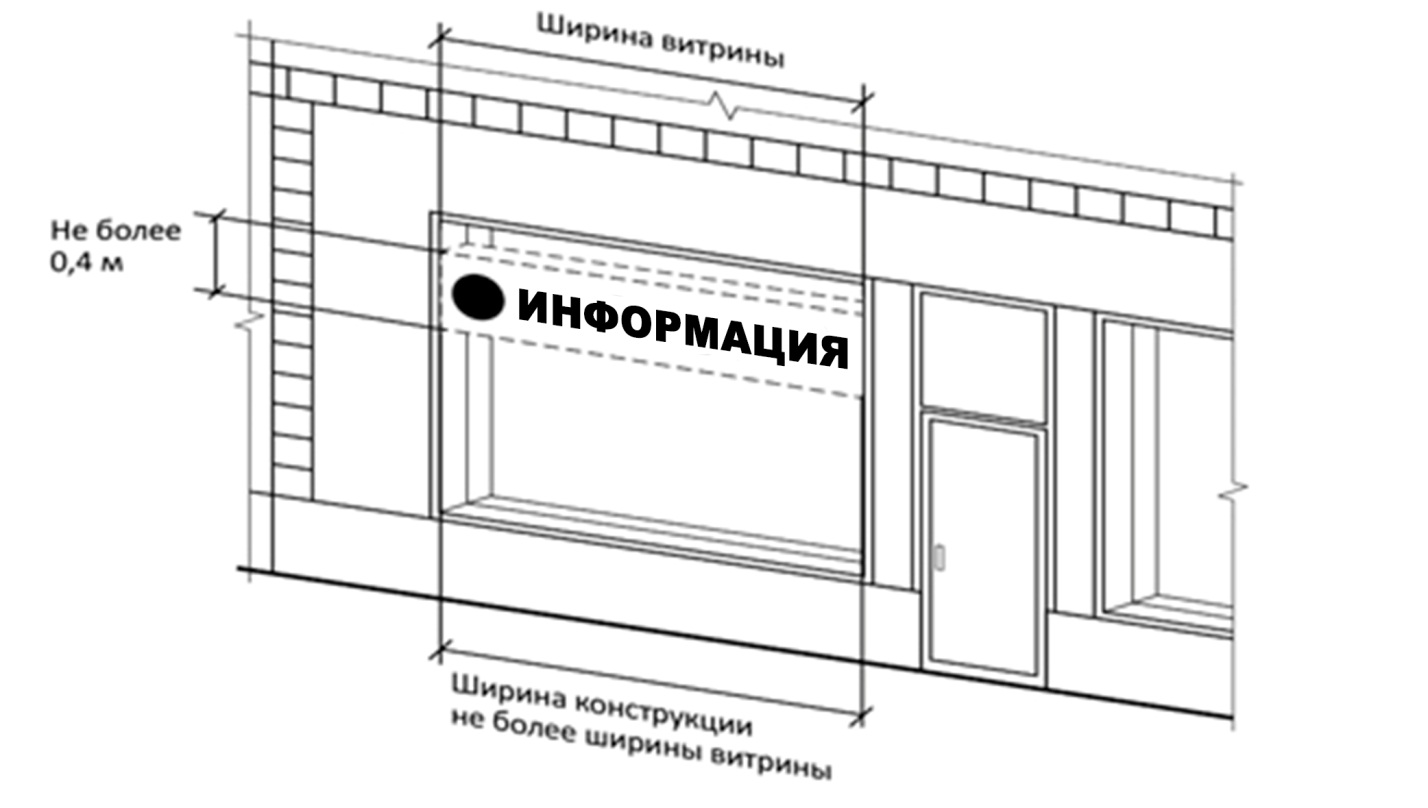 Ширина витрины
Не более
0,4 м
ИНФОРМАЦИЯ
Ширина конструкции
не более ширины витрины